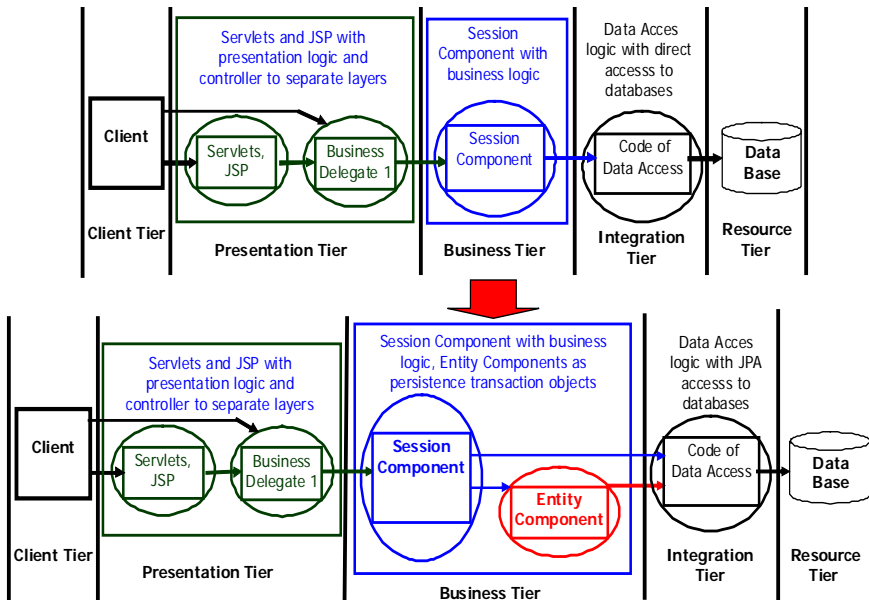 Servlets and JSP with
presentation logic and
controller to separate layers
Session
Component with
business logic
Data Acces
logic with direct
accesss to
databases
Client
Servlets,
JSP
Business
Delegate 1
Session
Component
Code of
Data Access
Data
Base
Client Tier
Presentation Tier
Business Tier
Integration
Tier
Resource
Tier
Servlets and JSP with
presentation logic and
controller to separate layers
Session Component with business
logic, Entity Components as
persistence transaction objects
Data Acces
logic with JPA
accesss to
databases
Client
Servlets,
JSP
Business
Delegate 1
Session
Component
Entity
Component
Code of
Data Access
Data
Base
Client Tier
Presentation Tier
Business Tier
Integration
Tier
Resource
Tier